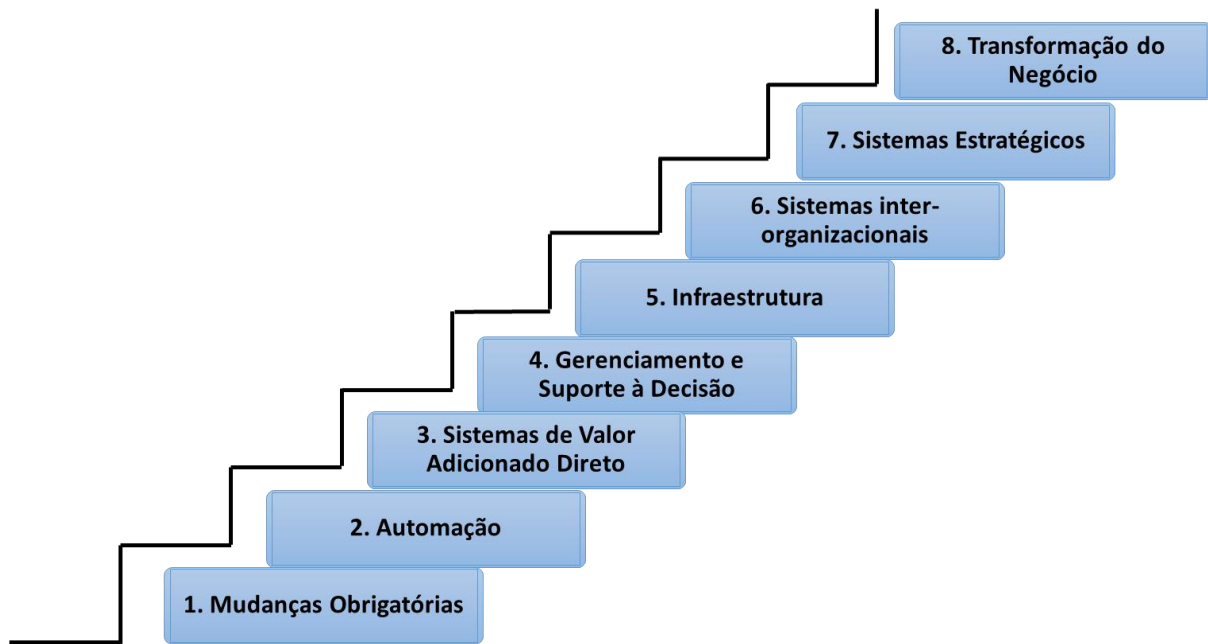 8. Transformação do
Negócio
7. Sistemas Estratégicos
6. Sistemas inter-
organizacionais
5. Infraestrutura
4. Gerenciamento e
Suporte à Decisão
3. Sistemas de Valor
Adicionado Direto
2. Automação
1. Mudanças Obrigatórias